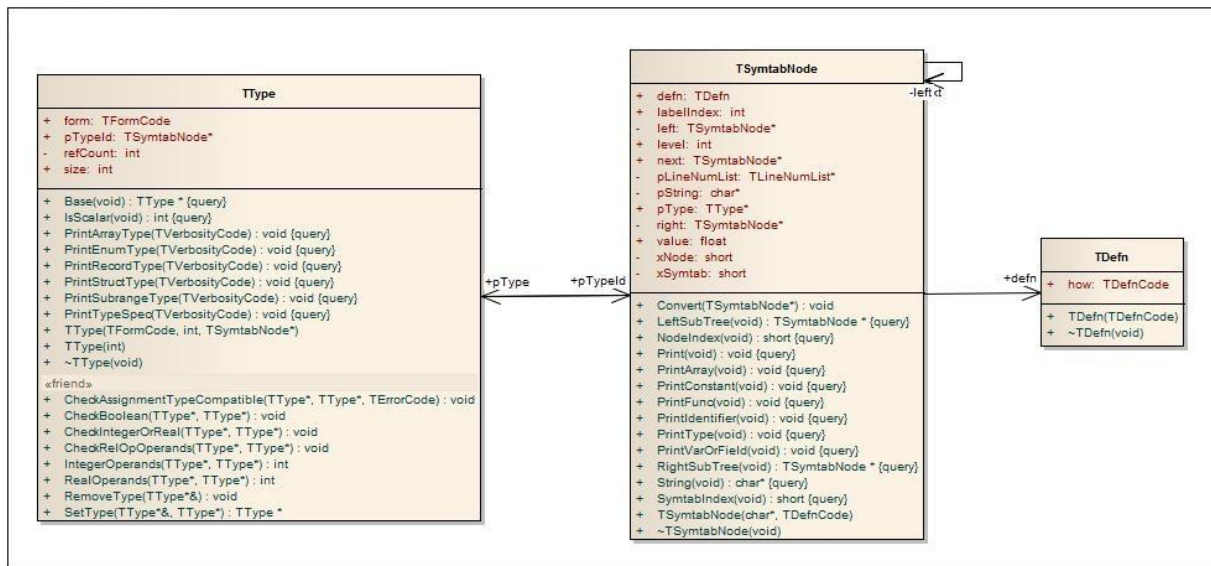 TType
+ form: TFormCode
+ pTypeId: TSymtabNode*
- refCount: int
+ size: int
+ Base(void) : TType * {query}
+ IsScalar(void) : int {query}
+ PrintArrayType(TVerbosityCode) : void {query}
+ PrintEnumType(TVerbosityCode) : void {query}
+ PrintRecordType(TVerbosityCode) : void {query}
+ PrintStructType(TVerbosityCode) : void {query}
+ PrintSubrangeType(TVerbosityCode) : void {query}
+ PrintTypeSpec(TVerbosityCode) : void {query}
+ TType(TFormCode, int, TSymtabNode*)
+ TType(int)
+ ~TType(void)
«friend»
+ CheckAssignmentTypeCompatible(TType*, TType*, TErrorCode) : void
+ CheckBoolean(TType*, TType*) : void
+ CheckIntegerOrReal(TType*, TType*) : void
+ CheckRelOpOperands(TType*, TType*) : void
+ IntegerOperands(TType*, TType*) : int
+ RealOperands(TType*, TType*) : int
+ RemoveType(TType*&) : void
+ SetType(TType*&, TType*) : TType *
+pType
+pTypeId
TSymtabNode
+ defn: TDefn
+ labelIndex: int
- left: TSymtabNode*
+ level: int
+ next: TSymtabNode*
- pLineNumList: TLineNumList*
- pString: char*
+ pType: TType*
- right: TSymtabNode*
+ value: float
- xNode: short
- xSymtab: short
+ Convert(TSymtabNode*) : void
+ LeftSubTree(void) : TSymtabNode * {query}
+ NodeIndex(void) : short {query}
+ Print(void) : void {query}
+ PrintArray(void) : void {query}
+ PrintConstant(void) : void {query}
+ PrintFunc(void) : void {query}
+ PrintIdentifier(void) : void {query}
+ PrintType(void) : void {query}
+ PrintVarOrField(void) : void {query}
+ RightSubTree(void) : TSymtabNode * {query}
+ String(void) : char* {query}
+ SymtabIndex(void) : short {query}
+ TSymtabNode(char*, TDefnCode)
+ ~TSymtabNode(void)
+defn
TDefn
+ how: TDefnCode
+ TDefn(TDefnCode)
+ ~TDefn(void)